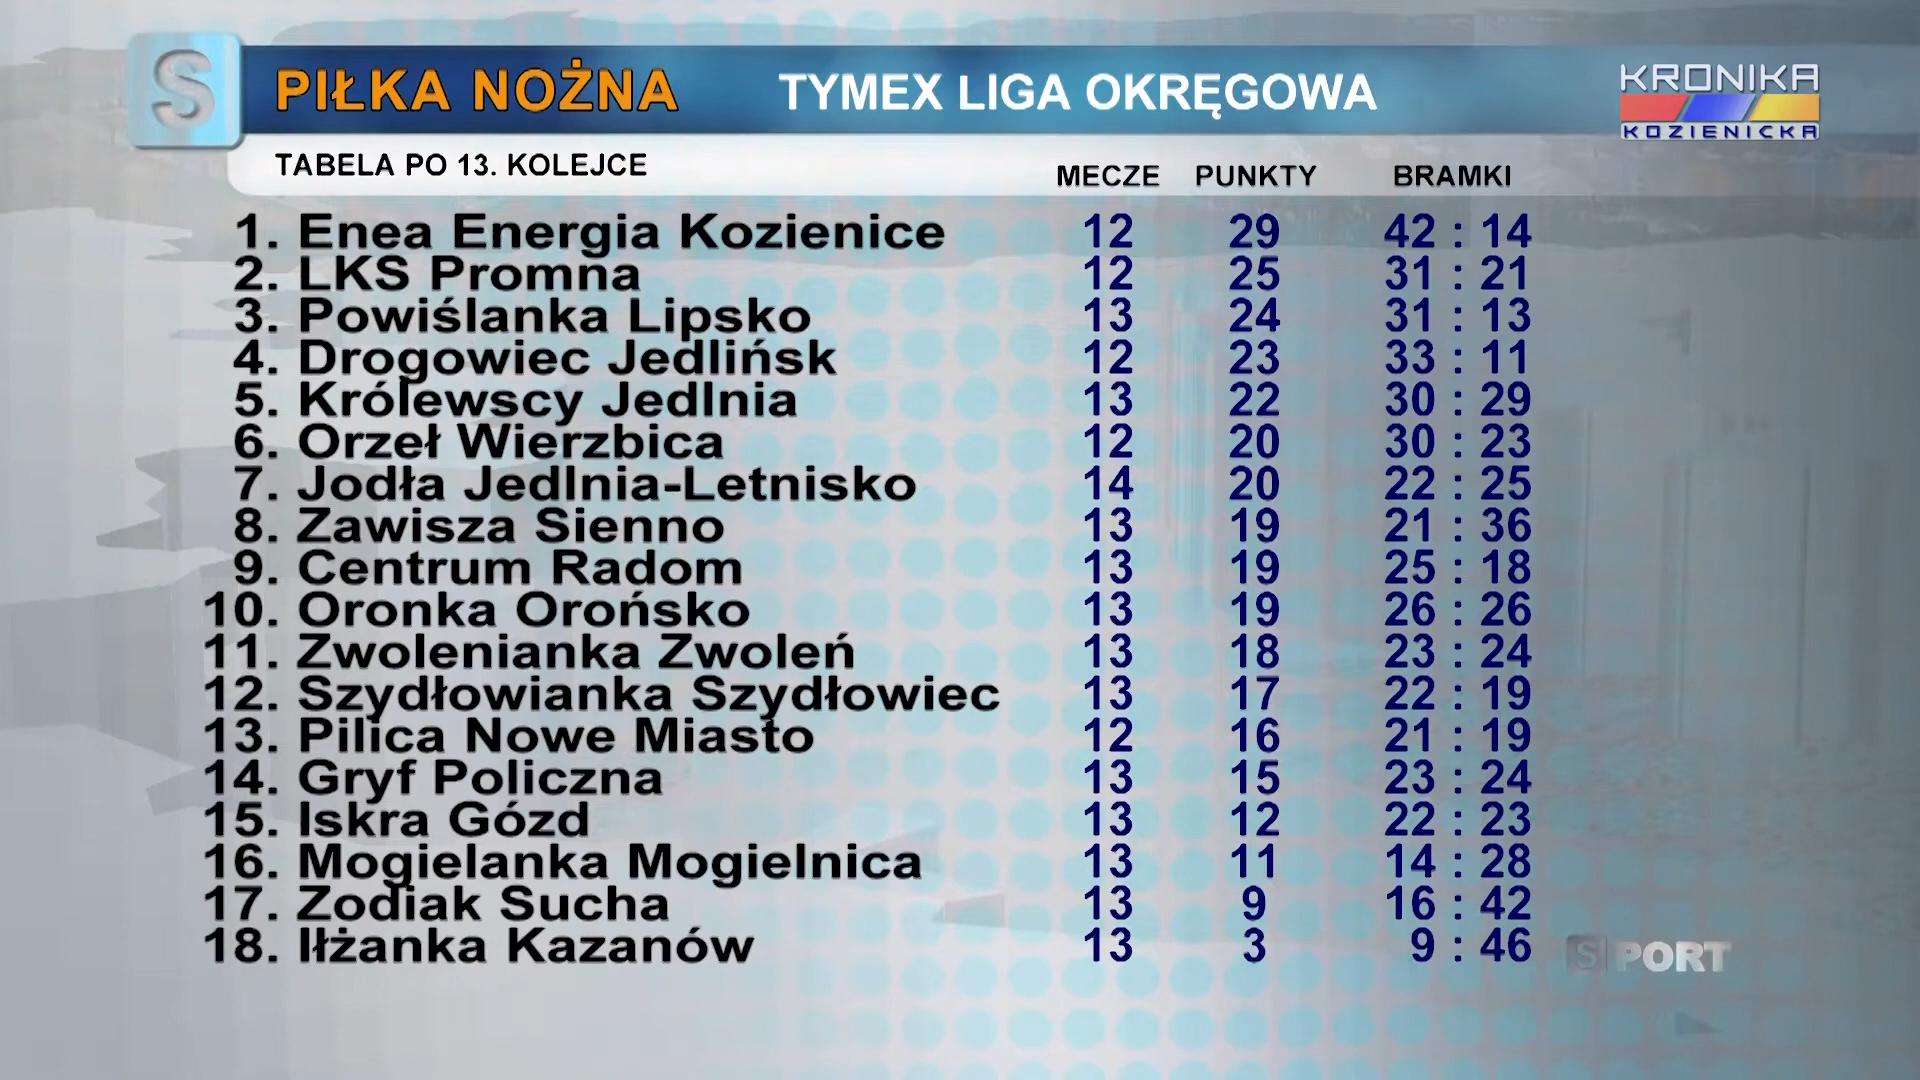 S PIŁKA NOŻNA TYMEX LIGA OKRĘGOWA KRONIKA
KOZIENICKA
TABELA PO 13. KOLEJCE MECZE PUNKTY BRAMKI
1. Enea Energia Kozienice 12 29 42 : 14
2. LKS Promna 12 25 31 : 21
3. Powiślanka Lipsko 13 24 31 : 13
4. Drogowiec Jedlińsk 12 23 33 : 11
5. Królewscy Jedlnia 13 22 30 : 29
6. Orzeł Wierzbica 12 20 30 : 23
7. Jodła Jedlnia-Letnisko 14 20 22 : 25
8. Zawisza Sienno 13 19 21 : 36
9. Centrum Radom 13 19 25 : 18
10. Oronka Orońsko 13 19 26 : 26
11. Zwolenianka Zwoleń 13 18 23 : 24
12. Szydłowianka Szydłowiec 13 17 22 : 19
13. Pilica Nowe Miasto 12 16 21 : 19
14. Gryf Policzna 13 15 23 : 24
15. Iskra Gózd 13 12 22 : 23
16. Mogielanka Mogielnica 13 11 14 : 28
17. Zodiak Sucha 13 9 16 : 42
18. Iłżanka Kazanów 13 3 9 : 46
SPORT